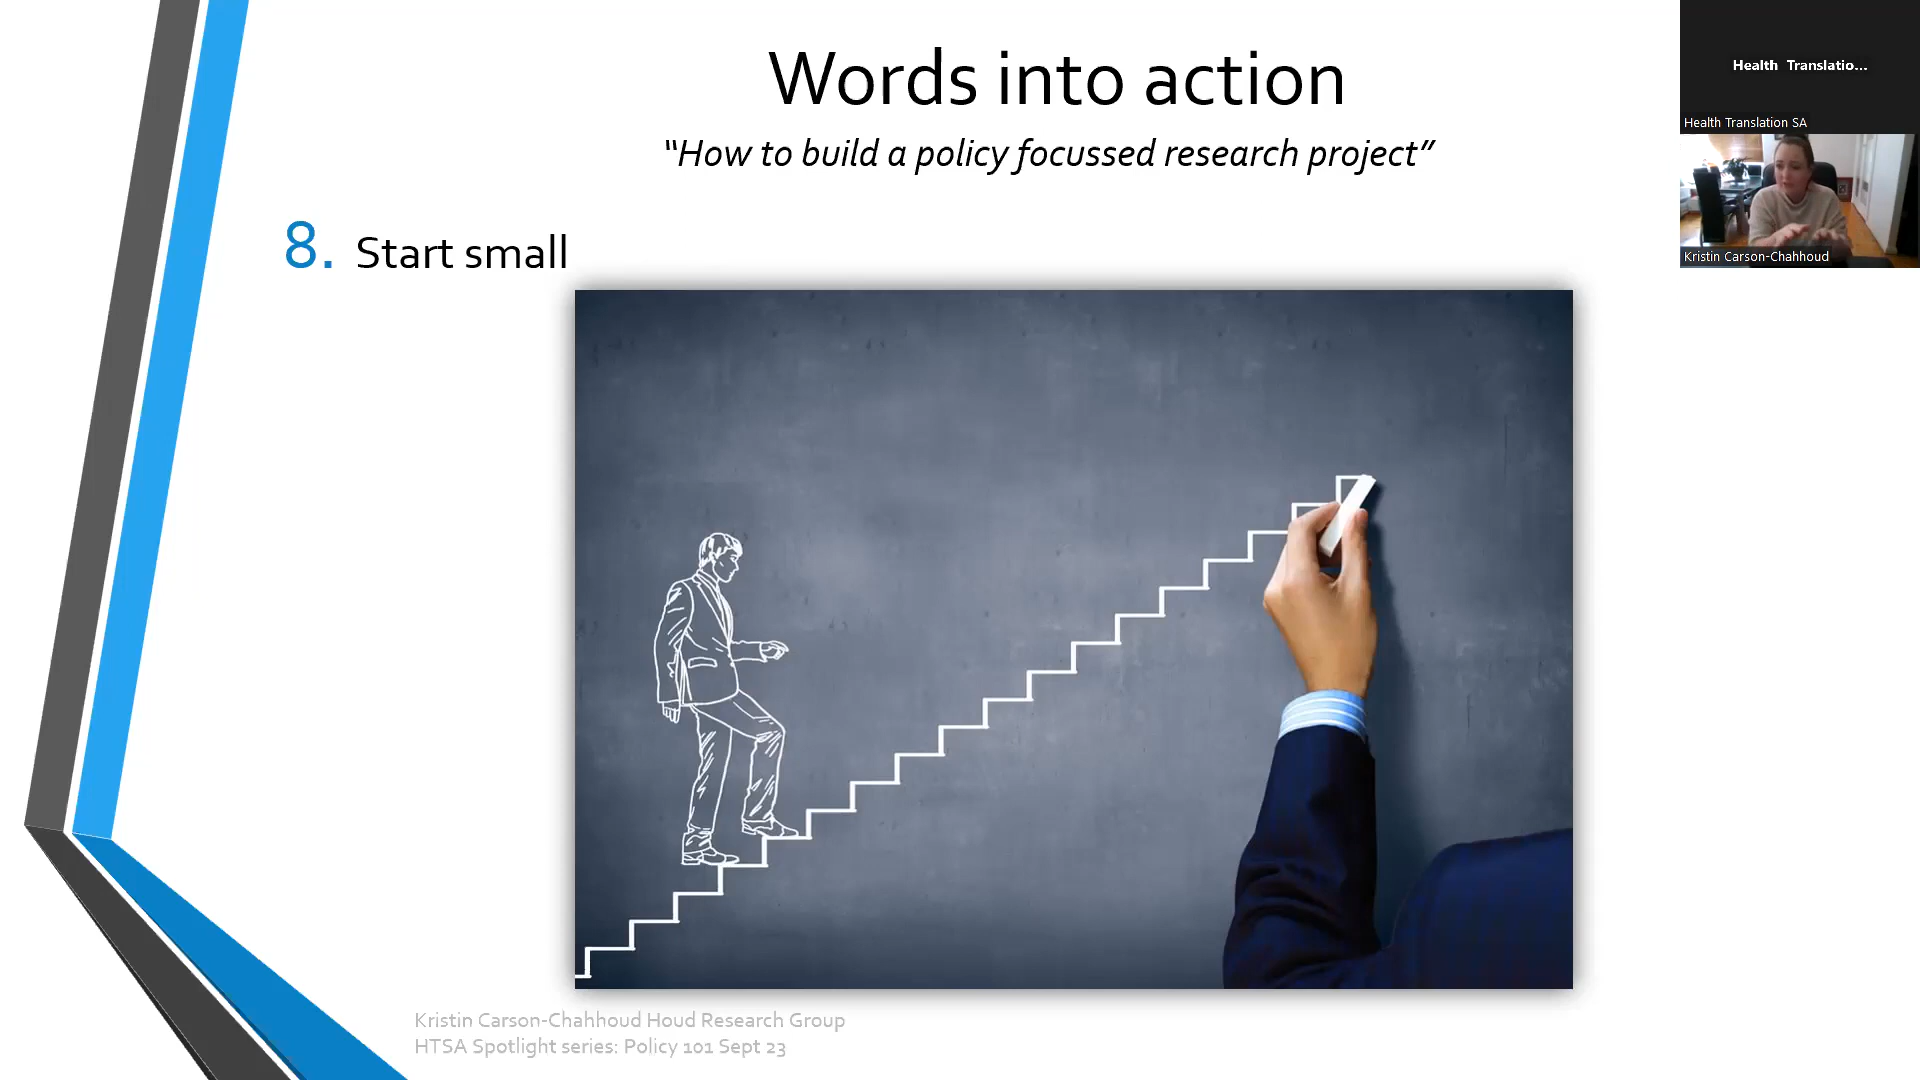 Words into action
“How to build a policy focussed research project”
8. Start small
Kristin Carson-Chahhoud Houd Research Group
HTSA Spotlight series: Policy 101 Sept 23
Health Translatio...
Health Translation SA
Kristin Carson-Chahhoud